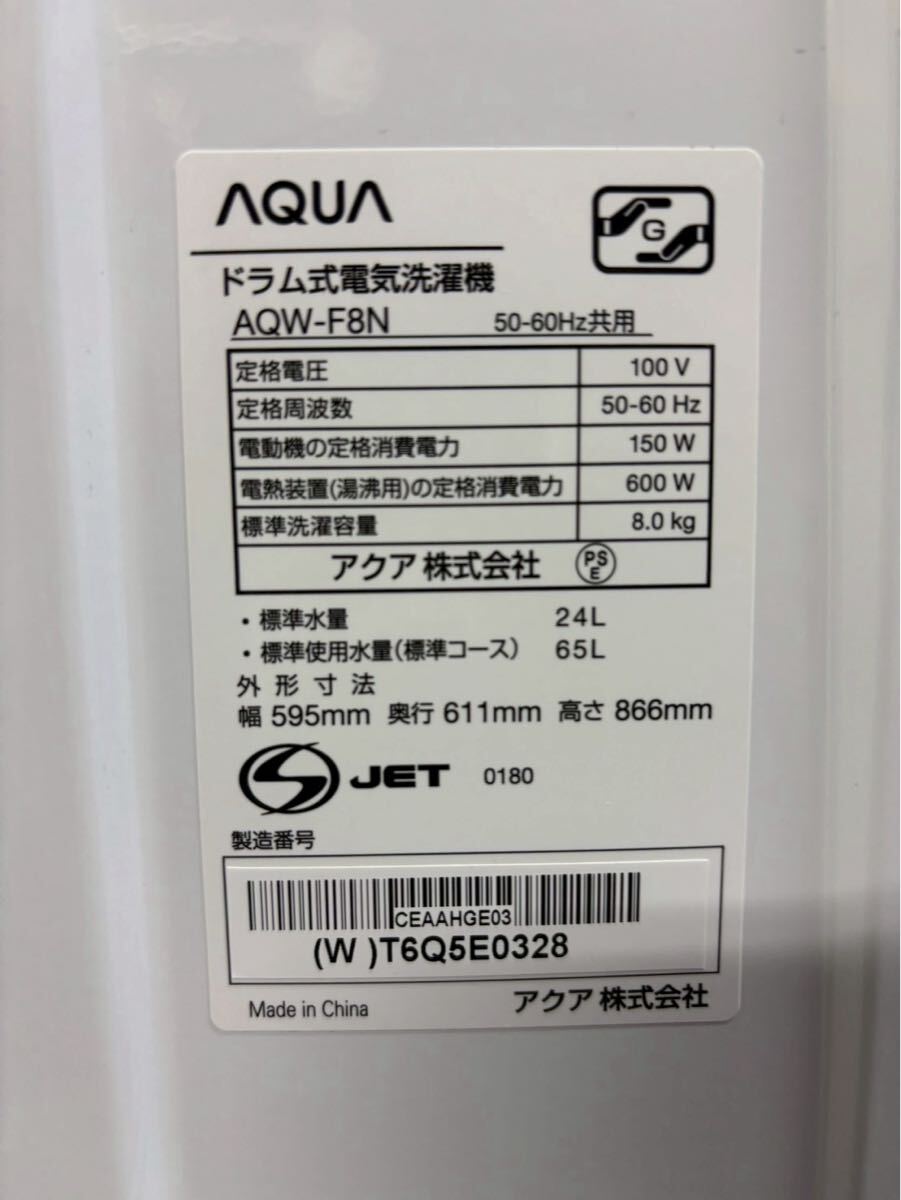 AQUA
G
ドラム式電気洗濯機
AQW-F8N 50-60Hz共用
定格電圧 100 V
定格周波数 50-60 Hz
電動機の定格消費電力 150 W
電熱装置(湯沸用)の定格消費電力 600 W
標準洗濯容量 8.0 kg
アクア 株式会社 PSE
・標準水量 24L
・標準使用水量(標準コース) 65L
外形寸法
幅 595mm 奥行 611mm 高さ 866mm
S JET 0180
製造番号
CEAAHGE03
(W )T6Q5E0328
Made in China アクア 株式会社